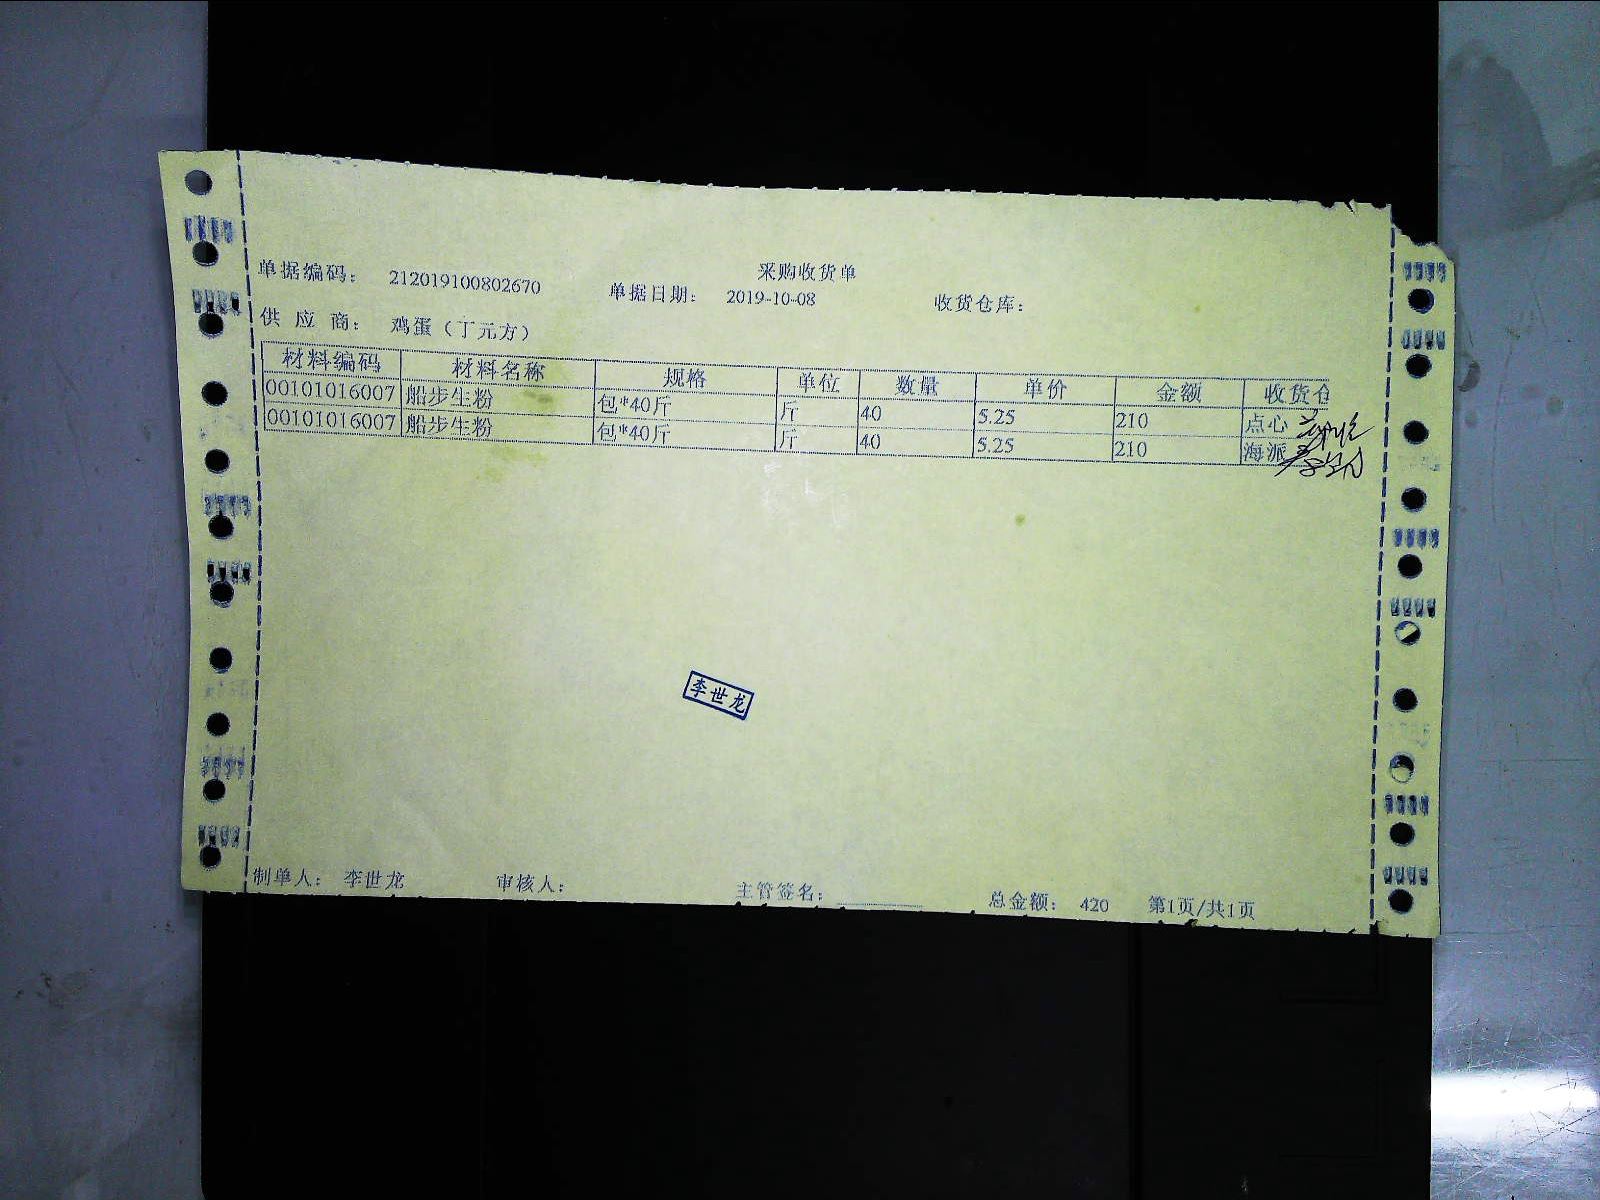 采购收货单
单据编码： 212019100802670 单据日期： 2019-10-08 收货仓库：
供 应 商： 鸡蛋（丁元方）
材料编码 材料名称 规格 单位 数量 单价 金额 收货仓
00101016007 船步生粉 包*40斤 斤 40 5.25 210 点心
00101016007 船步生粉 包*40斤 斤 40 5.25 210 海派
李世龙
制单人： 李世龙 审核人： 主管签名： 总金额： 420 第1页/共1页